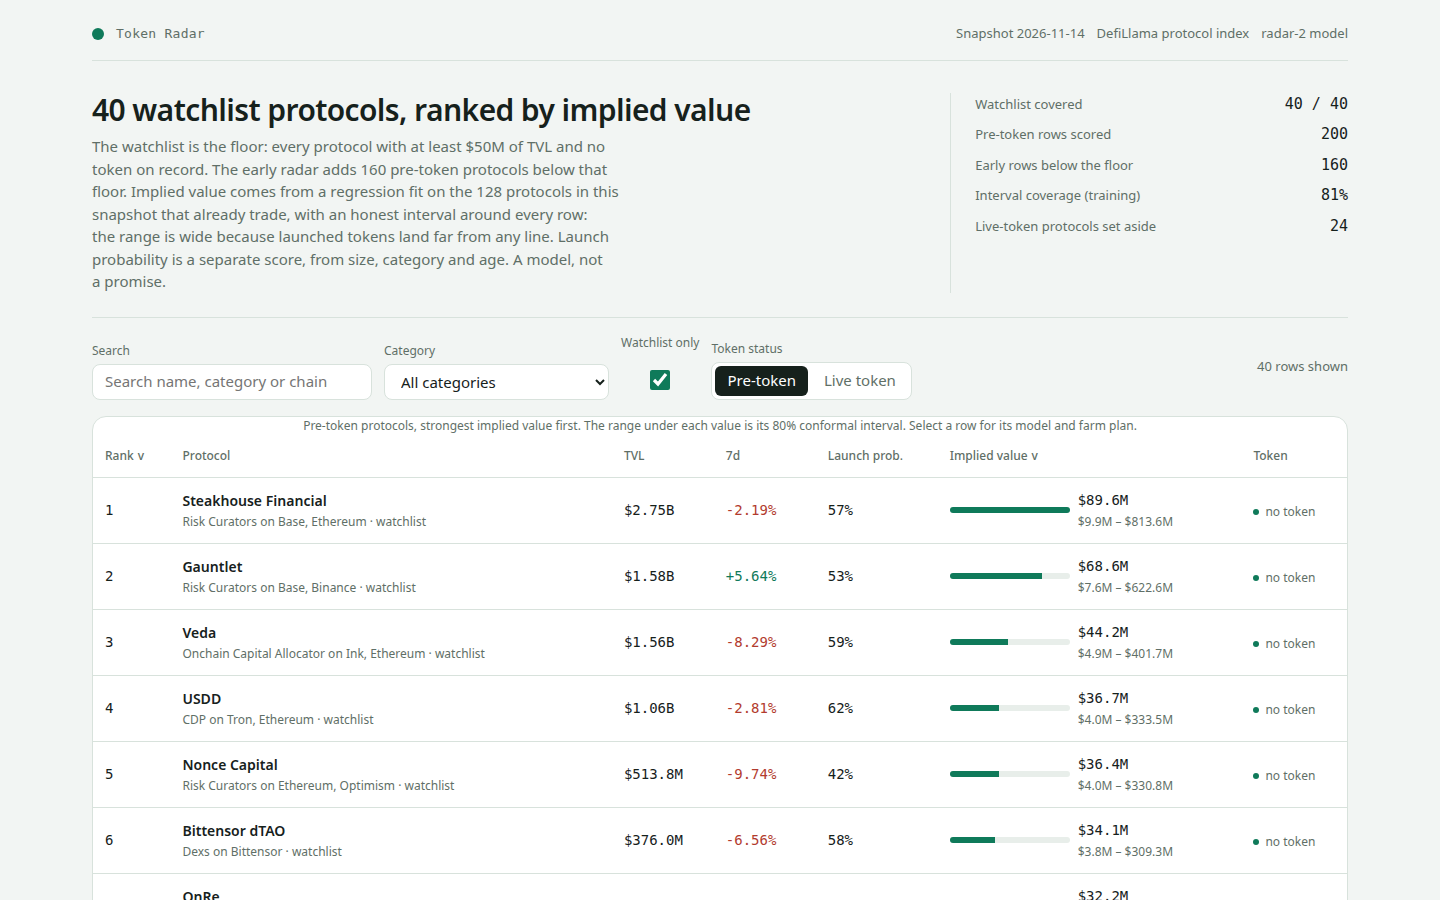 Token Radar
Snapshot 2026-11-14 DefiLlama protocol index radar-2 model
40 watchlist protocols, ranked by implied value
The watchlist is the floor: every protocol with at least $50M of TVL and no
token on record. The early radar adds 160 pre-token protocols below that
floor. Implied value comes from a regression fit on the 128 protocols in this
snapshot that already trade, with an honest interval around every row:
the range is wide because launched tokens land far from any line. Launch
probability is a separate score, from size, category and age. A model, not
a promise.
Watchlist covered 40 / 40
Pre-token rows scored 200
Early rows below the floor 160
Interval coverage (training) 81%
Live-token protocols set aside 24
Search
Search name, category or chain
Category
All categories
Watchlist only
Token status
Pre-token Live token
40 rows shown
Pre-token protocols, strongest implied value first. The range under each value is its 80% conformal interval. Select a row for its model and farm plan.
Rank v Protocol TVL 7d Launch prob. Implied value v Token
1 Steakhouse Financial $2.75B -2.19% 57% $89.6M no token
Risk Curators on Base, Ethereum · watchlist $9.9M – $813.6M
2 Gauntlet $1.58B +5.64% 53% $68.6M no token
Risk Curators on Base, Binance · watchlist $7.6M – $622.6M
3 Veda $1.56B -8.29% 59% $44.2M no token
Onchain Capital Allocator on Ink, Ethereum · watchlist $4.9M – $401.7M
4 USDD $1.06B -2.81% 62% $36.7M no token
CDP on Tron, Ethereum · watchlist $4.0M – $333.5M
5 Nonce Capital $513.8M -9.74% 42% $36.4M no token
Risk Curators on Ethereum, Optimism · watchlist $4.0M – $330.8M
6 Bittensor dTAO $376.0M -6.56% 58% $34.1M no token
Dexs on Bittensor · watchlist $3.8M – $309.3M
OnRe $32.2M